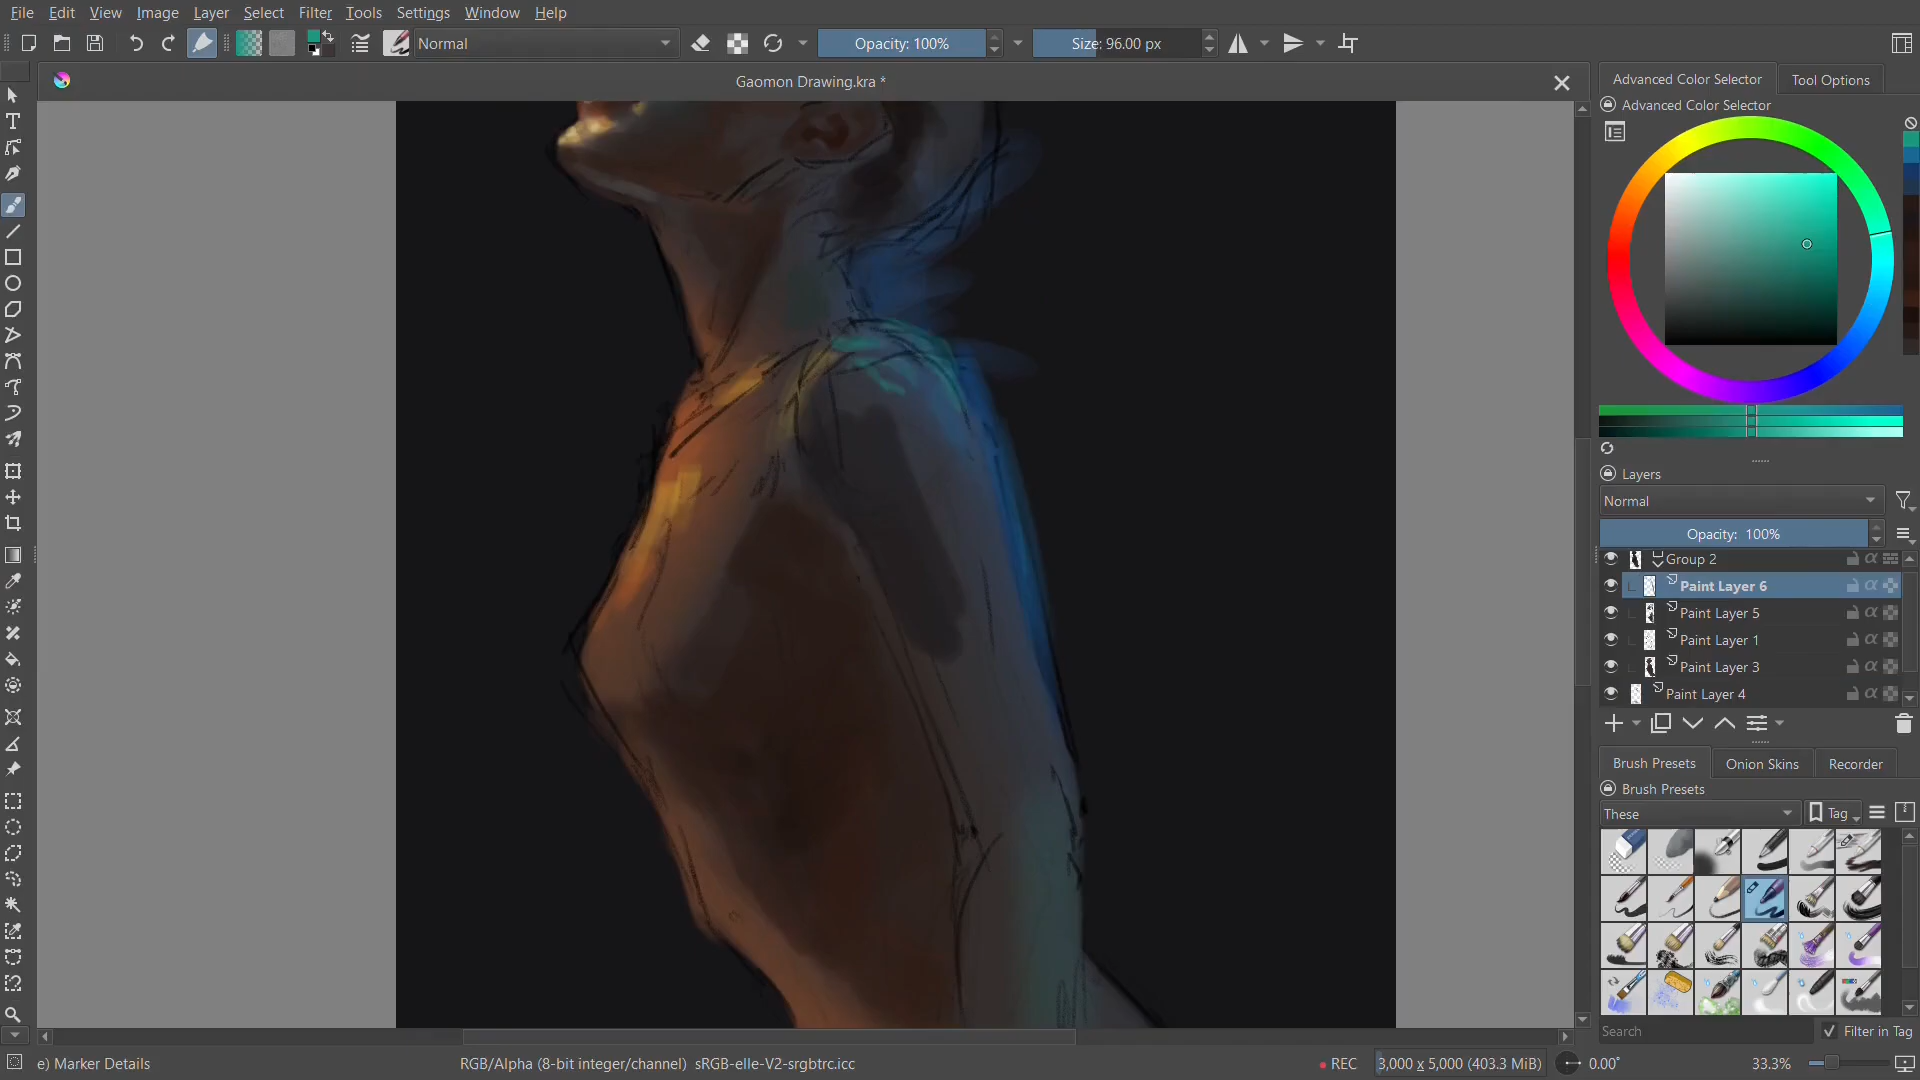 File Edit View Image Layer Select Filter Tools Settings Window Help
Normal Opacity: 100% Size: 96.00 px
Gaomon Drawing.kra *
Advanced Color Selector Tool Options
Advanced Color Selector
Layers
Normal
Opacity: 100%
Group 2
Paint Layer 6
Paint Layer 5
Paint Layer 1
Paint Layer 3
Paint Layer 4
Brush Presets Onion Skins Recorder
Brush Presets
These Tag
Search Filter in Tag
e) Marker Details RGB/Alpha (8-bit integer/channel) sRGB-elle-V2-srgbtrc.icc REC 3,000 x 5,000 (403.3 MiB) 0.00° 33.3%